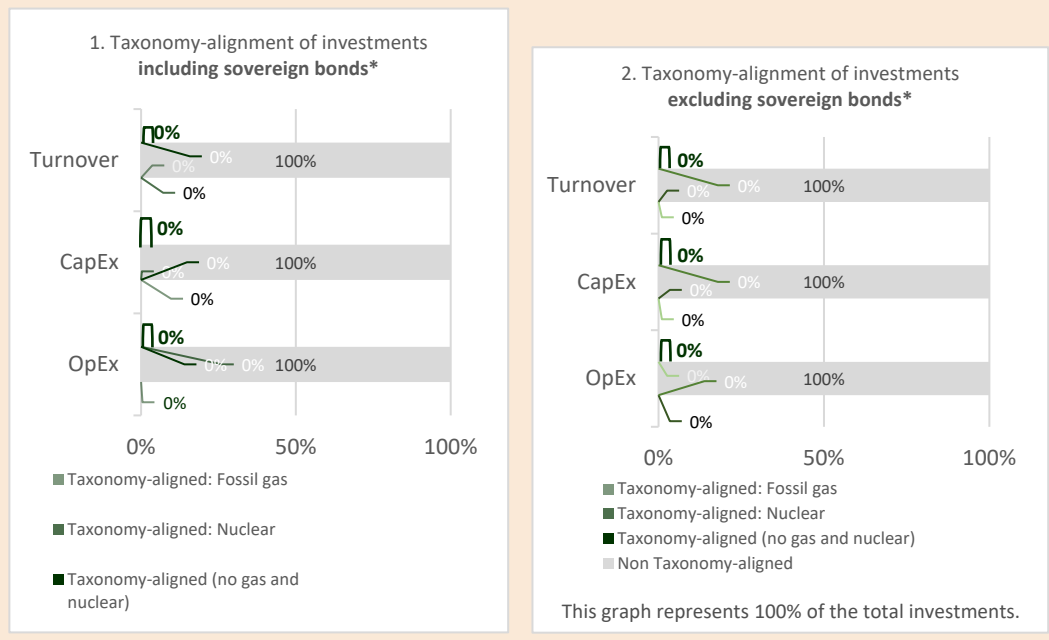 1. Taxonomy-alignment of investments
including sovereign bonds*
0%
Turnover
0%
0%
100%
0%
0%
CapEx
0%
0%
100%
0%
0%
OpEx
0%
0%
100%
0%
0%
50%
100%
Taxonomy-aligned: Fossil gas
Taxonomy-aligned: Nuclear
Taxonomy-aligned (no gas and
nuclear)
2. Taxonomy-alignment of investments
excluding sovereign bonds*
0%
Turnover
0%
0%
100%
0%
0%
CapEx
0%
0%
100%
0%
0%
OpEx
0%
0%
100%
0%
0%
50%
100%
Taxonomy-aligned: Fossil gas
Taxonomy-aligned: Nuclear
Taxonomy-aligned (no gas and nuclear)
Non Taxonomy-aligned
This graph represents 100% of the total investments.